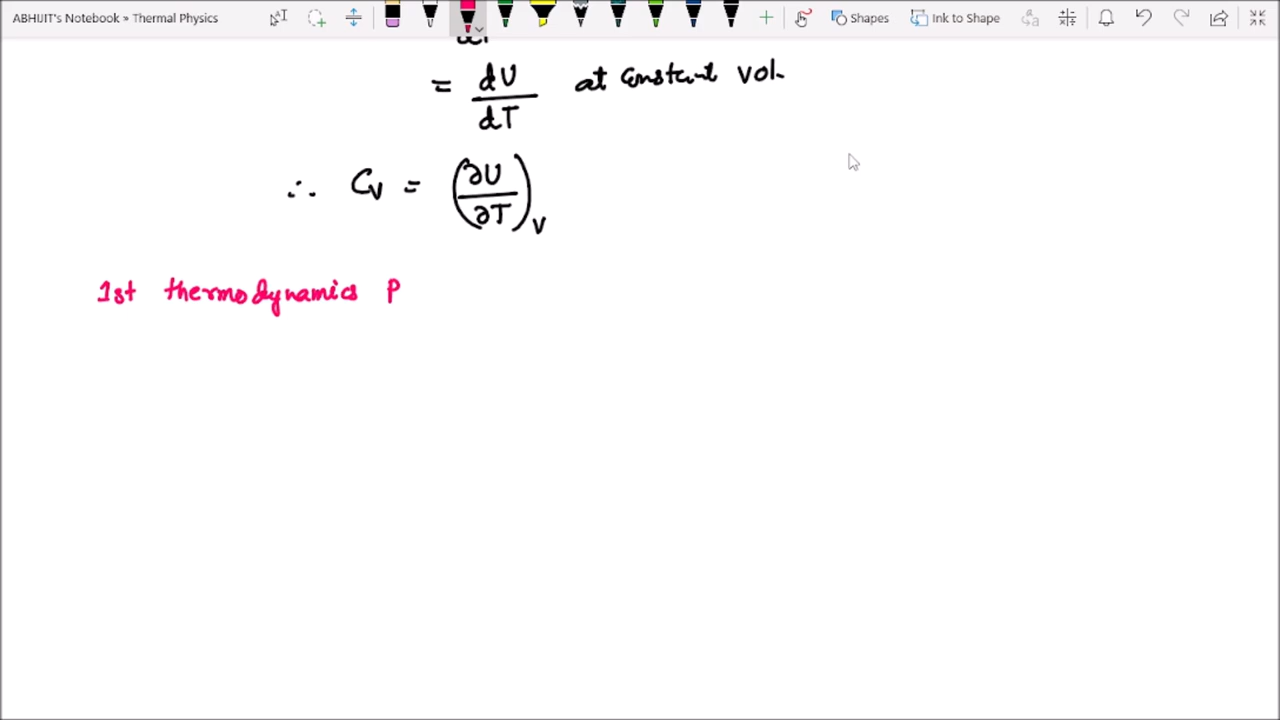 ABHIJIT's Notebook » Thermal Physics
Shapes
Ink to Shape
= dU/dT at constant vol.
∴ Cv = (∂U/∂T)v
1st thermodynamics P